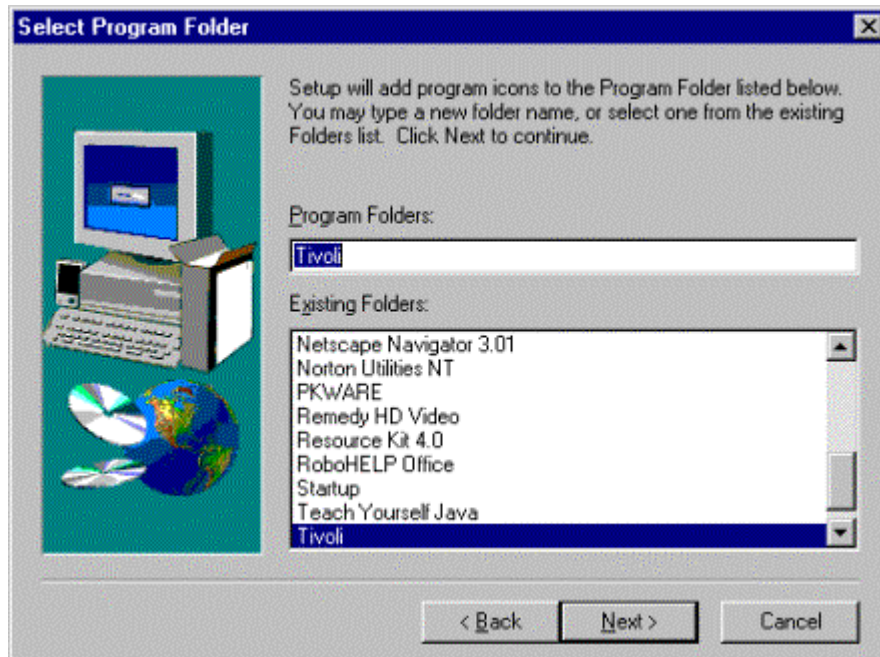 Select Program Folder
Setup will add program icons to the Program Folder listed below.
You may type a new folder name, or select one from the existing
Folders list.  Click Next to continue.
Program Folders:
Tivoli
Existing Folders:
Netscape Navigator 3.01
Norton Utilities NT
PKWARE
Remedy HD Video
Resource Kit 4.0
RoboHELP Office
Startup
Teach Yourself Java
Tivoli
< Back
Next >
Cancel